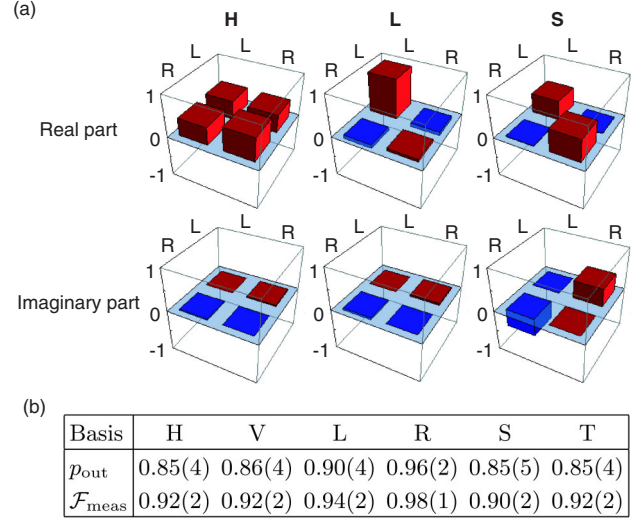 (a)
H L S
L L L L L L
R R R R R R
1 1 1
Real part
0 0 0
-1 -1 -1
L L L L L L
R R R R R R
1 1 1
Imaginary part
0 0 0
-1 -1 -1
(b)
Basis H V L R S T
p_out 0.85(4) 0.86(4) 0.90(4) 0.96(2) 0.85(5) 0.85(4)
ℱ_meas 0.92(2) 0.92(2) 0.94(2) 0.98(1) 0.90(2) 0.92(2)